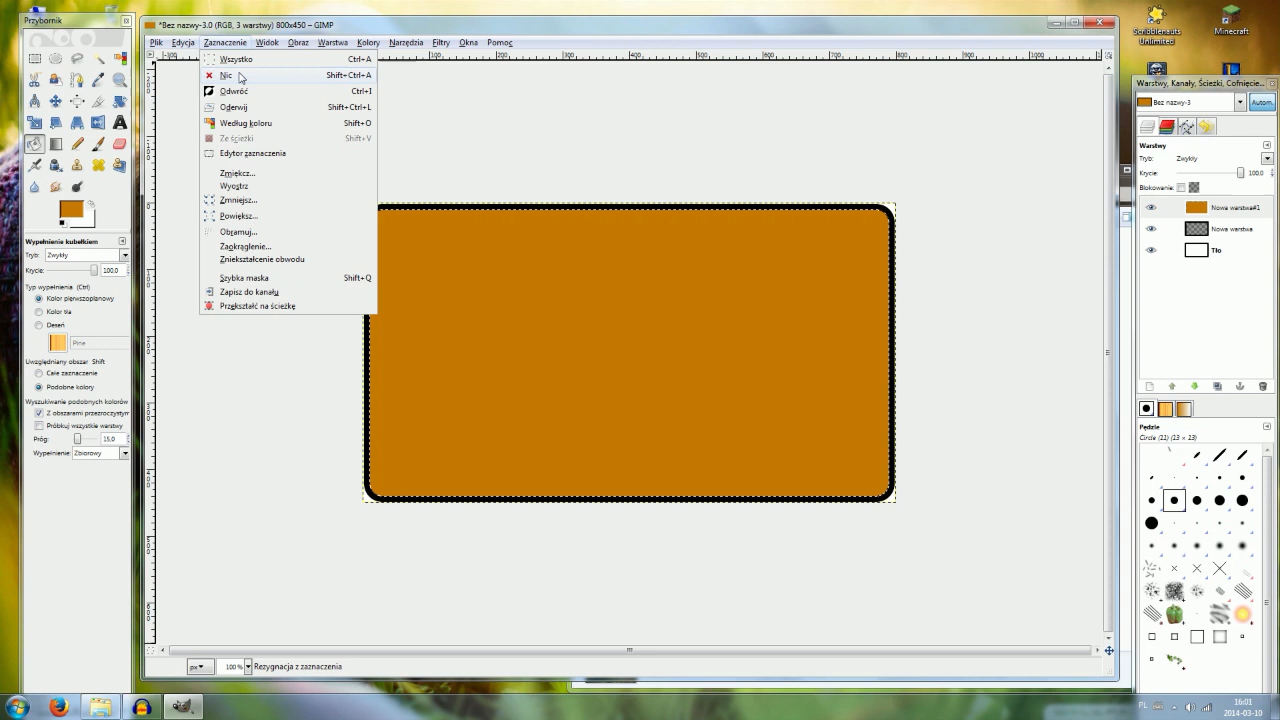 Przybornik
*Bez nazwy-3.0 (RGB, 3 warstwy) 800x450 – GIMP
Plik Edycja Zaznaczenie Widok Obraz Warstwa Kolory Narzędzia Filtry Okna Pomoc
Wszystko Ctrl+A
Nic Shift+Ctrl+A
Odwróć Ctrl+I
Oderwij Shift+Ctrl+L
Według koloru Shift+O
Ze ścieżki Shift+V
Edytor zaznaczenia
Zmiękcz...
Wyostrz
Zmniejsz...
Powiększ...
Obramuj...
Zaokrąglenie...
Zniekształcenie obwodu
Szybka maska Shift+Q
Zapisz do kanału
Przekształć na ścieżkę
Wypełnienie kubełkiem
Tryb: Zwykły
Krycie: 100,0
Typ wypełnienia (Ctrl)
Kolor pierwszoplanowy
Kolor tła
Deseń
Pine
Uwzględniany obszar Shift
Całe zaznaczenie
Podobne kolory
Wyszukiwanie podobnych kolorów
Z obszarami przezroczystym
Próbkuj wszystkie warstwy
Próg: 15,0
Wypełnienie: Zbiorowy
px 100 % Rezygnacja z zaznaczenia
Scribblenauts
Unlimited
Minecraft
Warstwy, Kanały, Ścieżki, Cofnięcie...
Bez nazwy-3 Autom.
Warstwy
Tryb: Zwykły
Krycie: 100,0
Blokowanie:
Nowa warstwa#1
Nowa warstwa
Tło
Pędzle
Circle (11) (13 × 13)
PL
16:01
2014-03-10